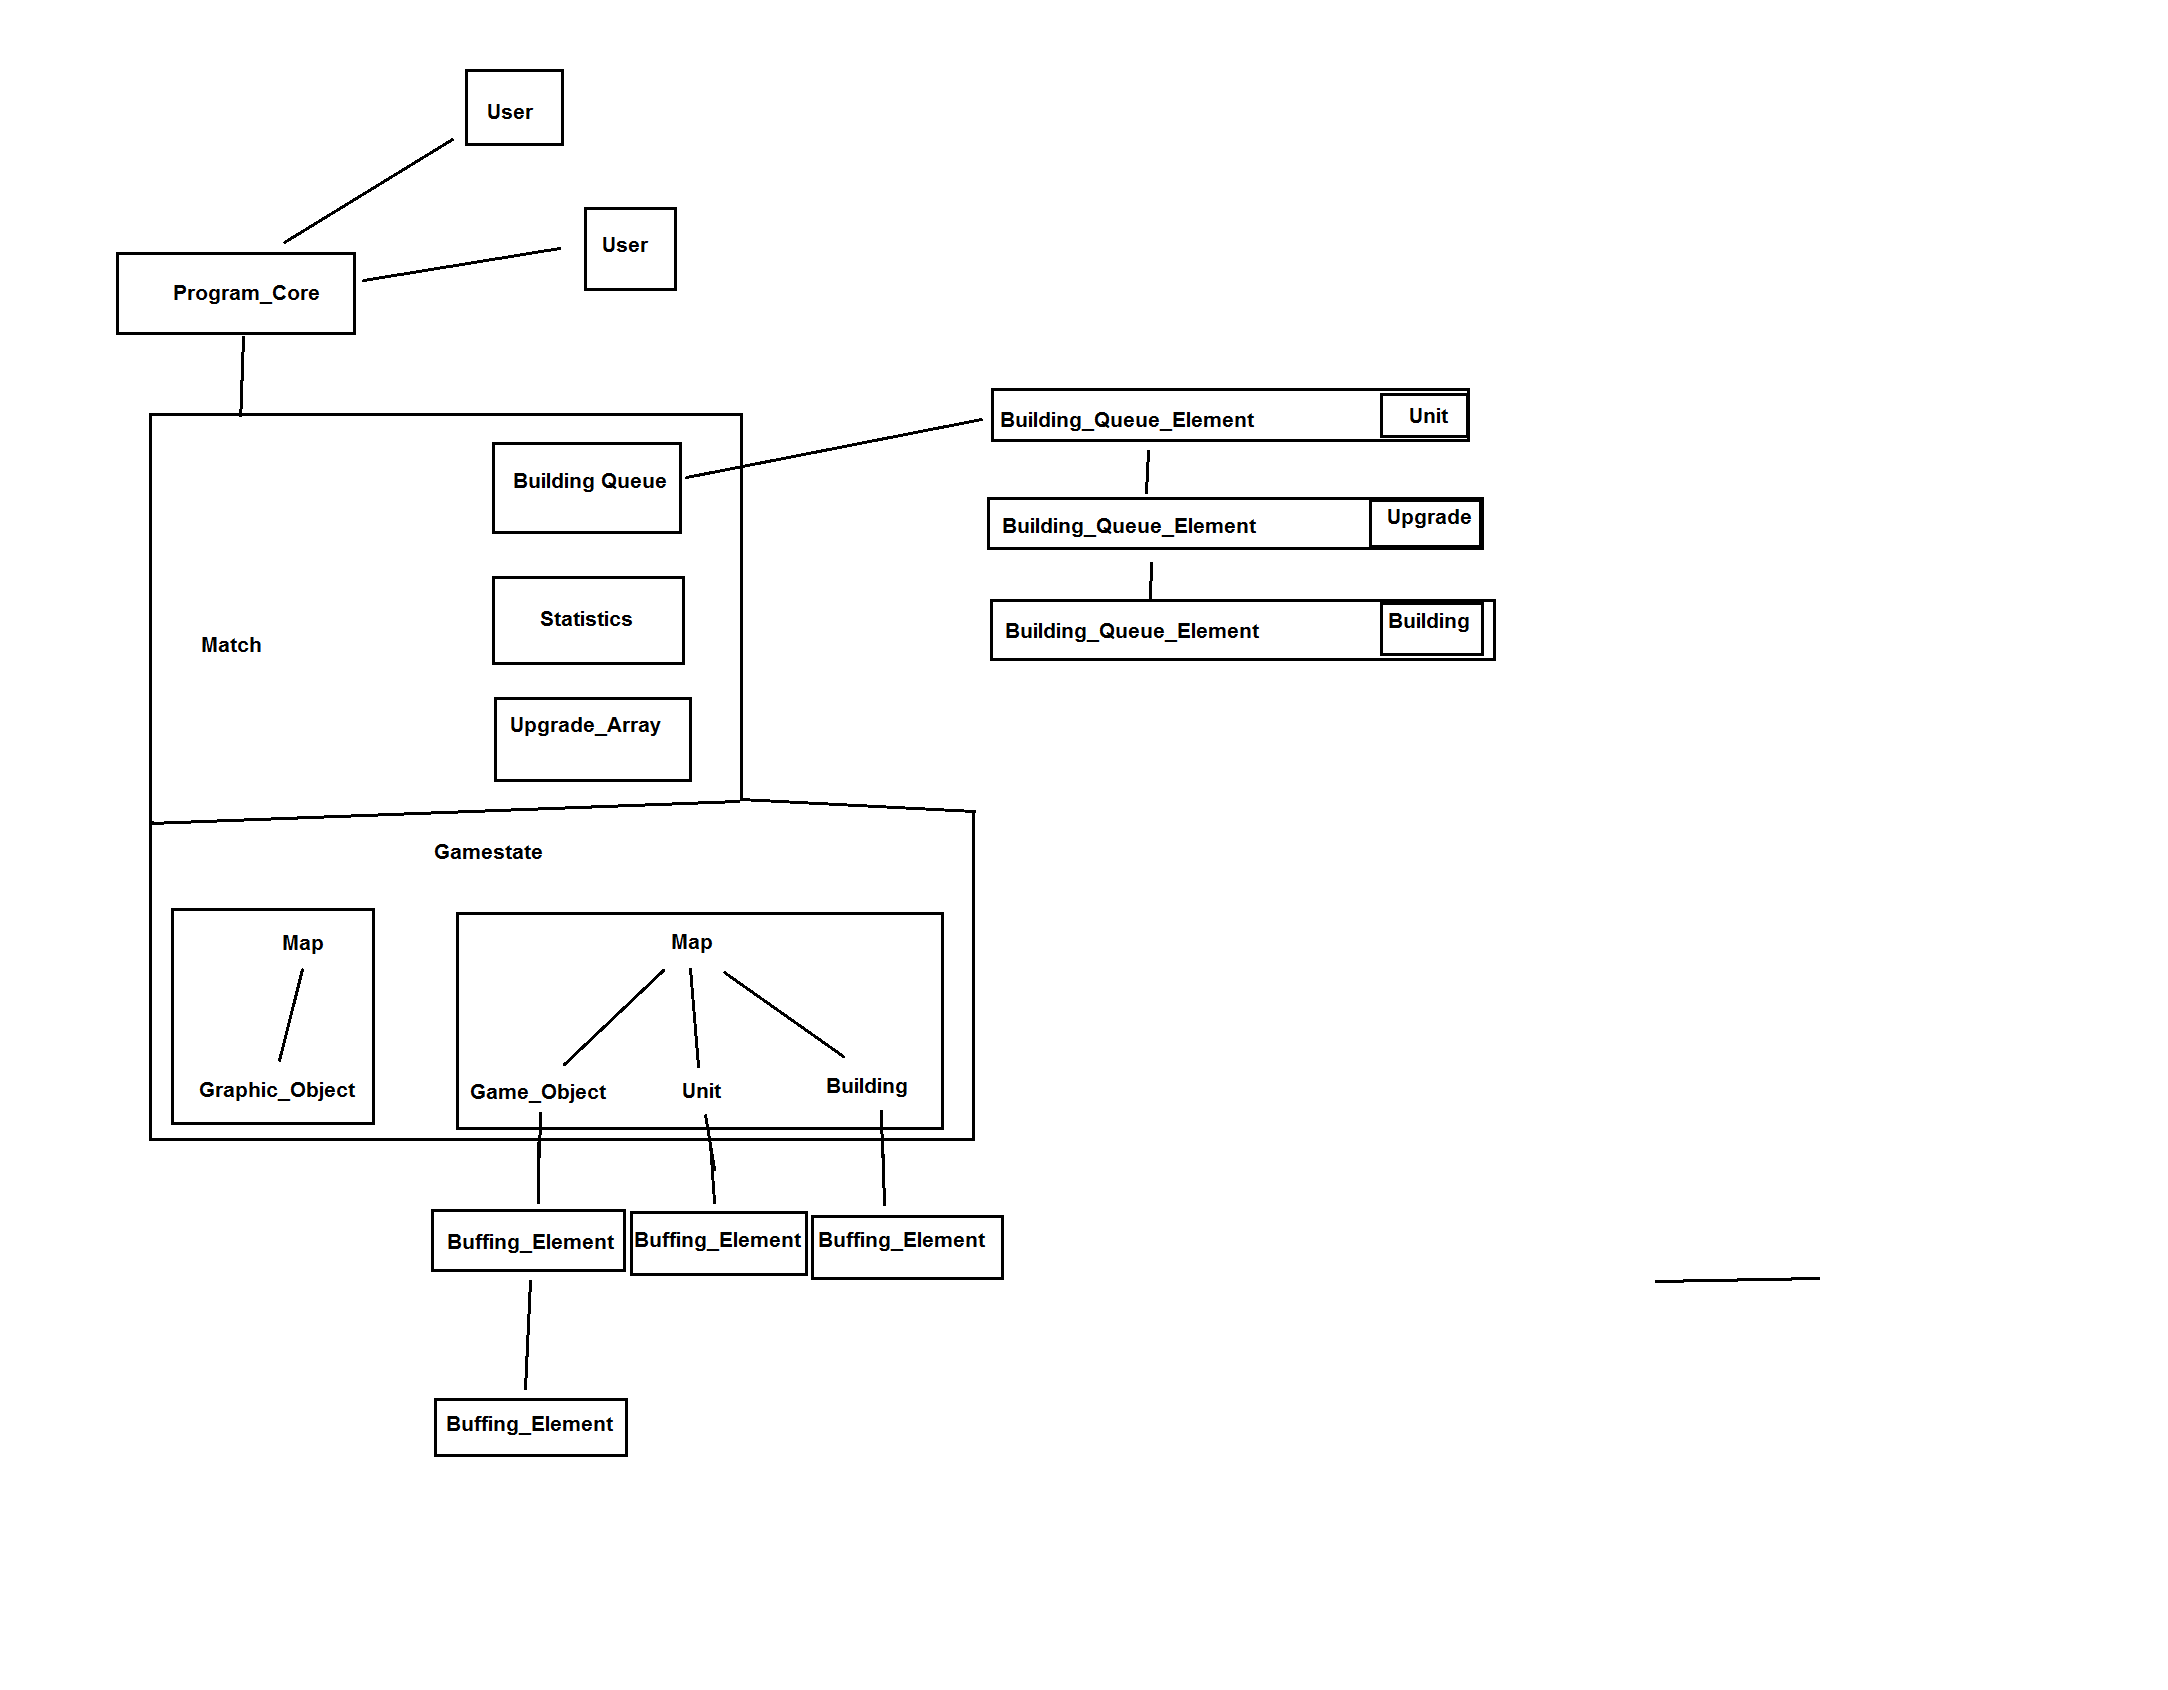 User
User
Program_Core
Building_Queue_Element
Unit
Building Queue
Building_Queue_Element
Upgrade
Statistics
Building_Queue_Element
Building
Match
Upgrade_Array
Gamestate
Map
Map
Graphic_Object
Game_Object
Unit
Building
Buffing_Element
Buffing_Element
Buffing_Element
Buffing_Element